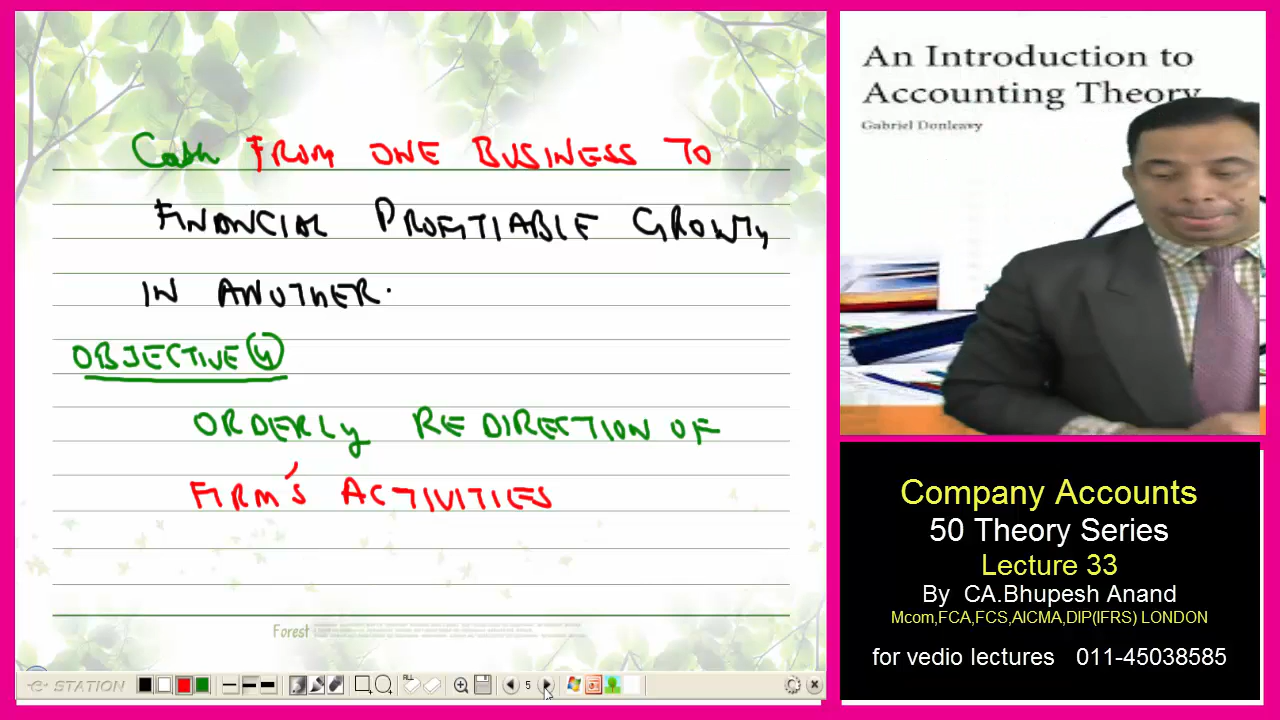 Cash FROM ONE BUSINESS TO
FINANCIAL PROFITIABLE GROWTH
IN ANOTHER.
OBJECTIVE (4)
ORDERLY REDIRECTION OF
FIRM'S ACTIVITIES
Forest
e-STATION
ALL
5
An Introduction to
Accounting Theory
Gabriel Donleavy
Company Accounts
50 Theory Series
Lecture 33
By CA.Bhupesh Anand
Mcom,FCA,FCS,AICMA,DIP(IFRS) LONDON
for vedio lectures 011-45038585